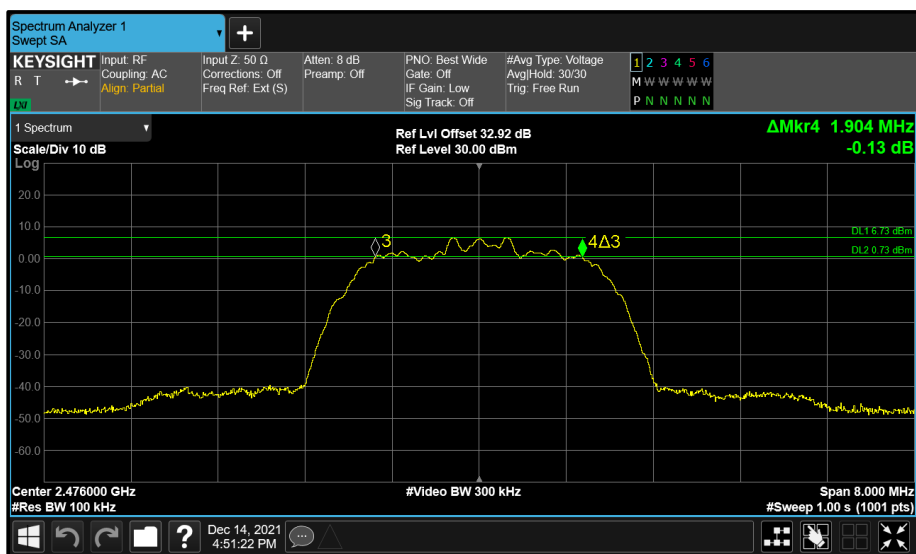 Spectrum Analyzer 1
Swept SA
+
KEYSIGHT
R T
LXI
Input: RF
Coupling: AC
Align: Partial
Input Z: 50 Ω
Corrections: Off
Freq Ref: Ext (S)
Atten: 8 dB
Preamp: Off
PNO: Best Wide
Gate: Off
IF Gain: Low
Sig Track: Off
#Avg Type: Voltage
Avg|Hold: 30/30
Trig: Free Run
1 2 3 4 5 6
M W W W W W
P N N N N N
1 Spectrum
Scale/Div 10 dB
Ref Lvl Offset 32.92 dB
Ref Level 30.00 dBm
ΔMkr4 1.904 MHz
-0.13 dB
Log
20.0
10.0
0.00
-10.0
-20.0
-30.0
-40.0
-50.0
-60.0
3
4Δ3
DL1 6.73 dBm
DL2 0.73 dBm
Center 2.476000 GHz
#Res BW 100 kHz
#Video BW 300 kHz
Span 8.000 MHz
#Sweep 1.00 s (1001 pts)
?
Dec 14, 2021
4:51:22 PM